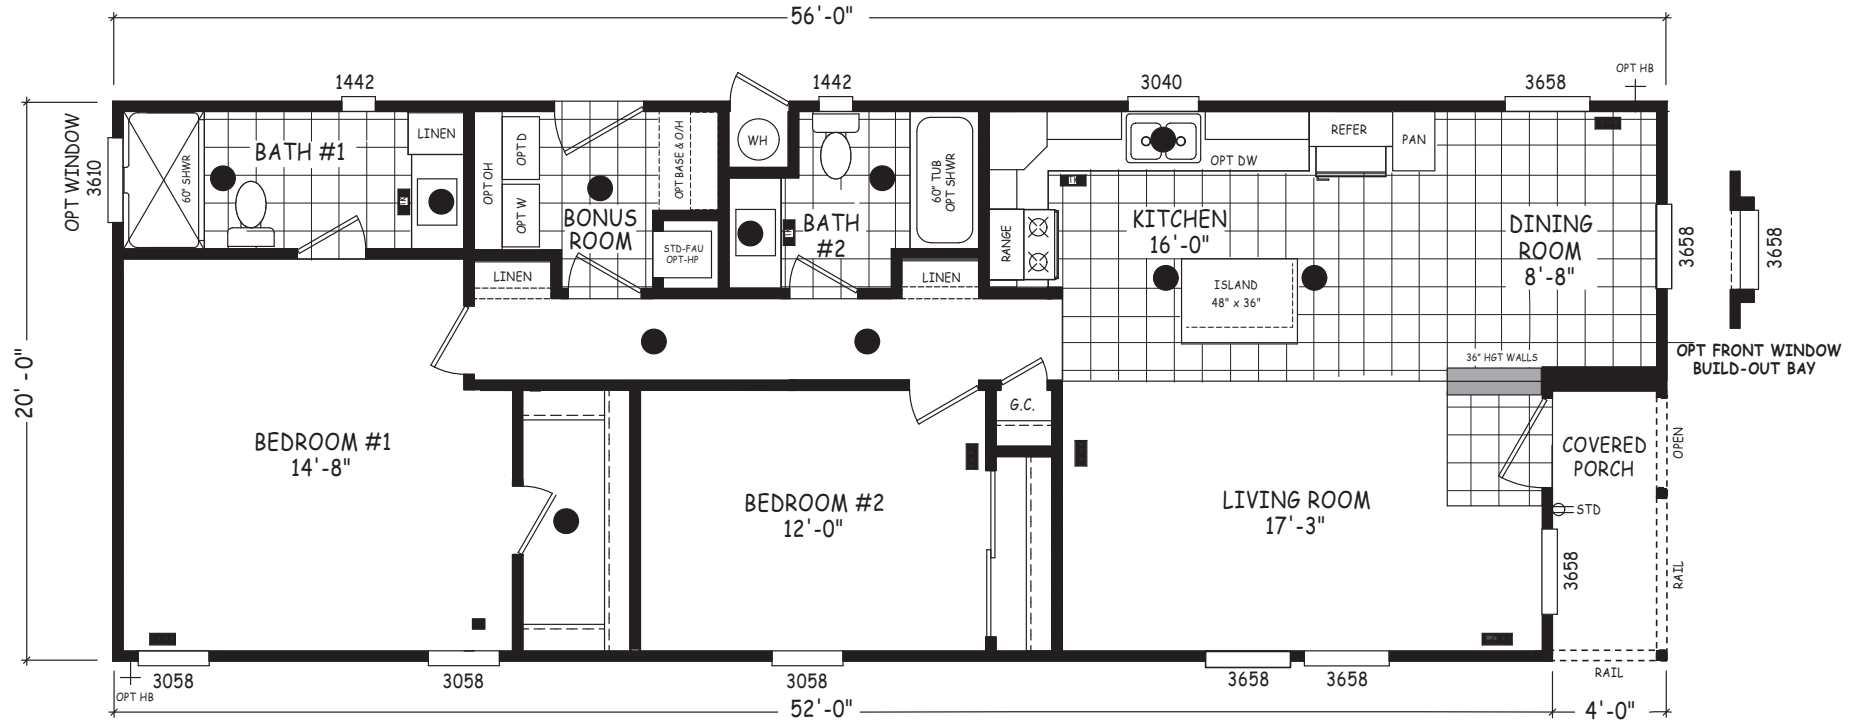 56'-0"
1442
1442
3040
3658
OPT HB
OPT WINDOW
3610
60" SHWR
BATH #1
LINEN
OPT OH
OPT D
OPT W
BONUS
ROOM
OPT BASE & O/H
STD-FAU
OPT-HP
WH
BATH
#2
60" TUB
OPT SHWR
OPT DW
REFER
PAN
RANGE
KITCHEN
16'-0"
DINING
ROOM
8'-8"
3658
3658
LINEN
LINEN
ISLAND
48" x 36"
36" HGT WALLS
OPT FRONT WINDOW
BUILD-OUT BAY
20'-0"
G.C.
BEDROOM #1
14'-8"
BEDROOM #2
12'-0"
LIVING ROOM
17'-3"
COVERED
PORCH
OPEN
STD
3658
RAIL
RAIL
OPT HB
3058
3058
3058
3658
3658
52'-0"
4'-0"